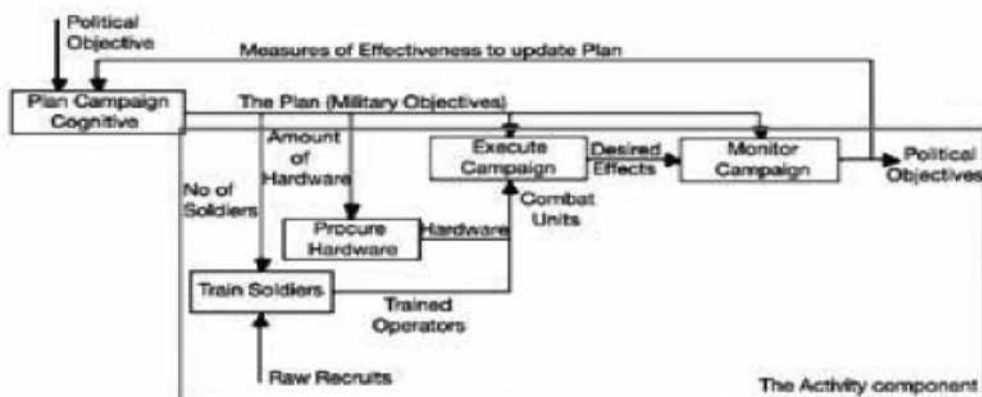 Political
Objective
Measures of Effectiveness to update Plan
Plan Campaign
Cognitive
The Plan (Military Objectives)
Amount
of
Hardware
Execute
Campaign
Desired
Effects
Monitor
Campaign
Political
Objectives
No of
Soldiers
Combat
Units
Procure
Hardware
Hardware
Train Soldiers
Trained
Operators
Raw Recruits
The Activity component